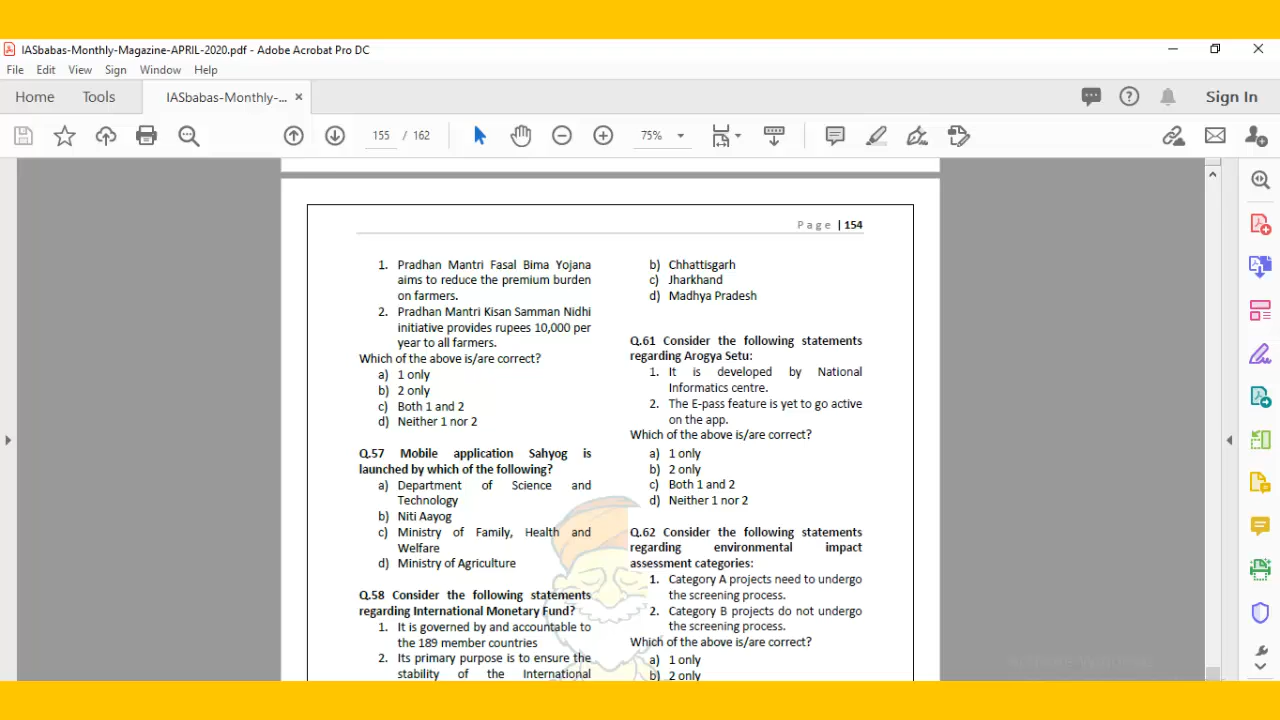 IASbabas-Monthly-Magazine-APRIL-2020.pdf - Adobe Acrobat Pro DC
File Edit View Sign Window Help
Home Tools IASbabas-Monthly-... ×
Sign In
155 / 162
75%
Page | 154
1. Pradhan Mantri Fasal Bima Yojana
aims to reduce the premium burden
on farmers.
2. Pradhan Mantri Kisan Samman Nidhi
initiative provides rupees 10,000 per
year to all farmers.
Which of the above is/are correct?
a) 1 only
b) 2 only
c) Both 1 and 2
d) Neither 1 nor 2
Q.57 Mobile application Sahyog is
launched by which of the following?
a) Department of Science and
Technology
b) Niti Aayog
c) Ministry of Family, Health and
Welfare
d) Ministry of Agriculture
Q.58 Consider the following statements
regarding International Monetary Fund?
1. It is governed by and accountable to
the 189 member countries
2. Its primary purpose is to ensure the
stability of the International
b) Chhattisgarh
c) Jharkhand
d) Madhya Pradesh
Q.61 Consider the following statements
regarding Arogya Setu:
1. It is developed by National
Informatics centre.
2. The E-pass feature is yet to go active
on the app.
Which of the above is/are correct?
a) 1 only
b) 2 only
c) Both 1 and 2
d) Neither 1 nor 2
Q.62 Consider the following statements
regarding environmental impact
assessment categories:
1. Category A projects need to undergo
the screening process.
2. Category B projects do not undergo
the screening process.
Which of the above is/are correct?
a) 1 only
b) 2 only